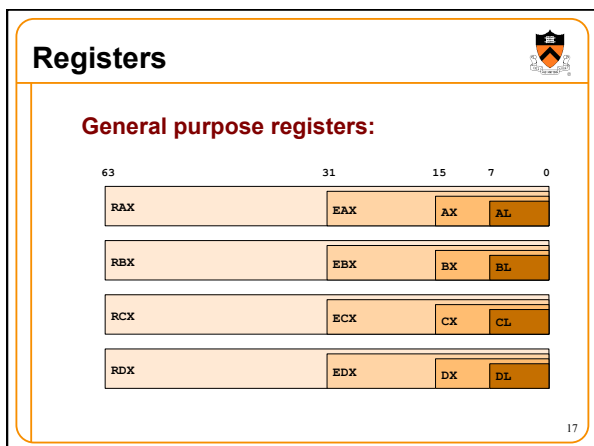 Registers
General purpose registers:
63 31 15 7 0
RAX EAX AX AL
RBX EBX BX BL
RCX ECX CX CL
RDX EDX DX DL
17